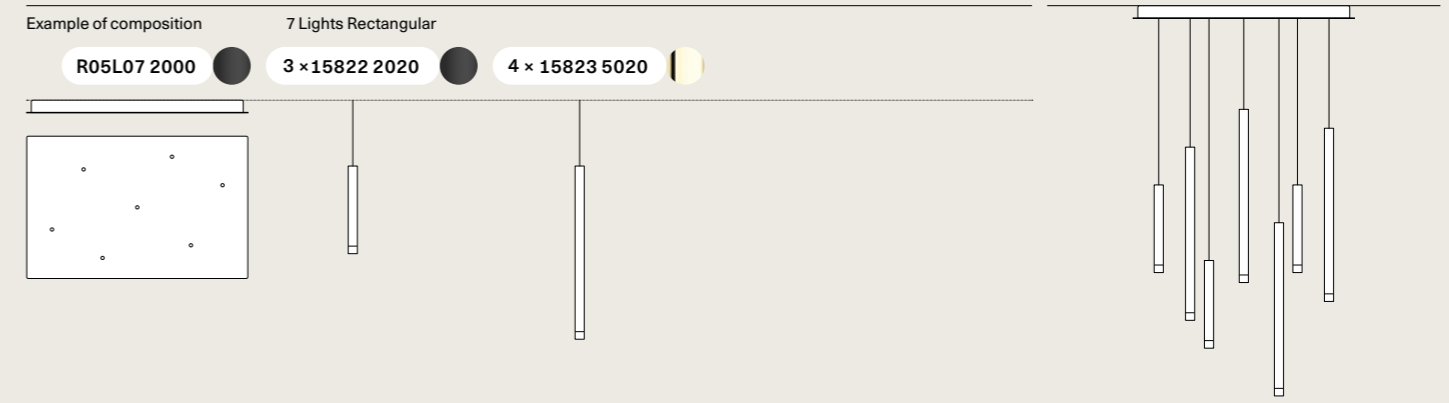 Example of composition 7 Lights Rectangular
R05L07 2000 3 ×15822 2020 4 × 15823 5020